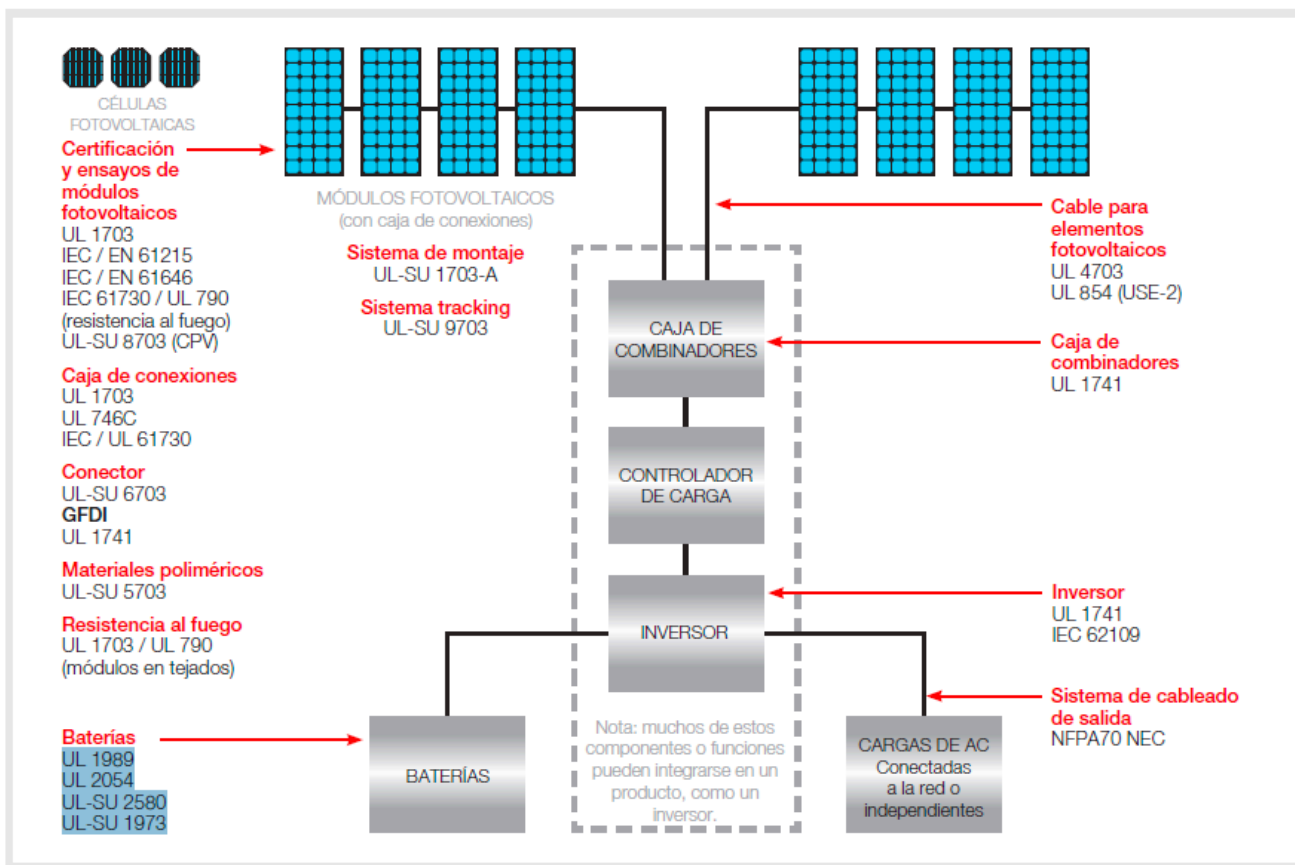 CÉLULAS
FOTOVOLTAICAS
Certificación
y ensayos de
módulos
fotovoltaicos
UL 1703
IEC / EN 61215
IEC / EN 61646
IEC 61730 / UL 790
(resistencia al fuego)
UL-SU 8703 (CPV)
Caja de conexiones
UL 1703
UL 746C
IEC / UL 61730
Conector
UL-SU 6703
GFDI
UL 1741
Materiales poliméricos
UL-SU 5703
Resistencia al fuego
UL 1703 / UL 790
(módulos en tejados)
Baterías
UL 1989
UL 2054
UL-SU 2580
UL-SU 1973
MÓDULOS FOTOVOLTAICOS
(con caja de conexiones)
Sistema de montaje
UL-SU 1703-A
Sistema tracking
UL-SU 9703
CAJA DE
COMBINADORES
CONTROLADOR
DE CARGA
INVERSOR
BATERÍAS
Nota: muchos de estos
componentes o funciones
pueden integrarse en un
producto, como un
inversor.
CARGAS DE AC
Conectadas
a la red o
independientes
Cable para
elementos
fotovoltaicos
UL 4703
UL 854 (USE-2)
Caja de
combinadores
UL 1741
Inversor
UL 1741
IEC 62109
Sistema de cableado
de salida
NFPA70 NEC